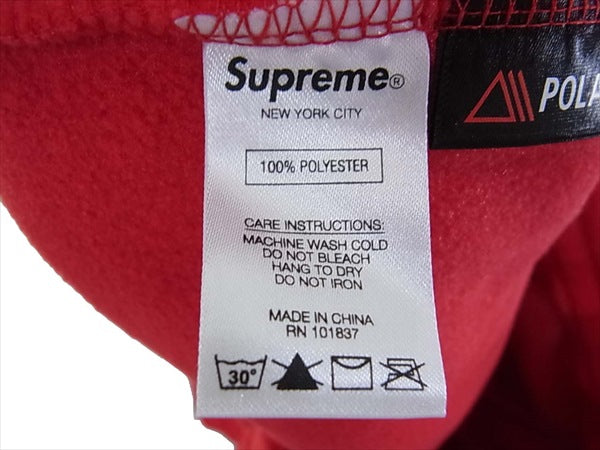 Supreme®
NEW YORK CITY
100% POLYESTER
CARE INSTRUCTIONS:
MACHINE WASH COLD
DO NOT BLEACH
HANG TO DRY
DO NOT IRON
MADE IN CHINA
RN 101837
30°
POLA